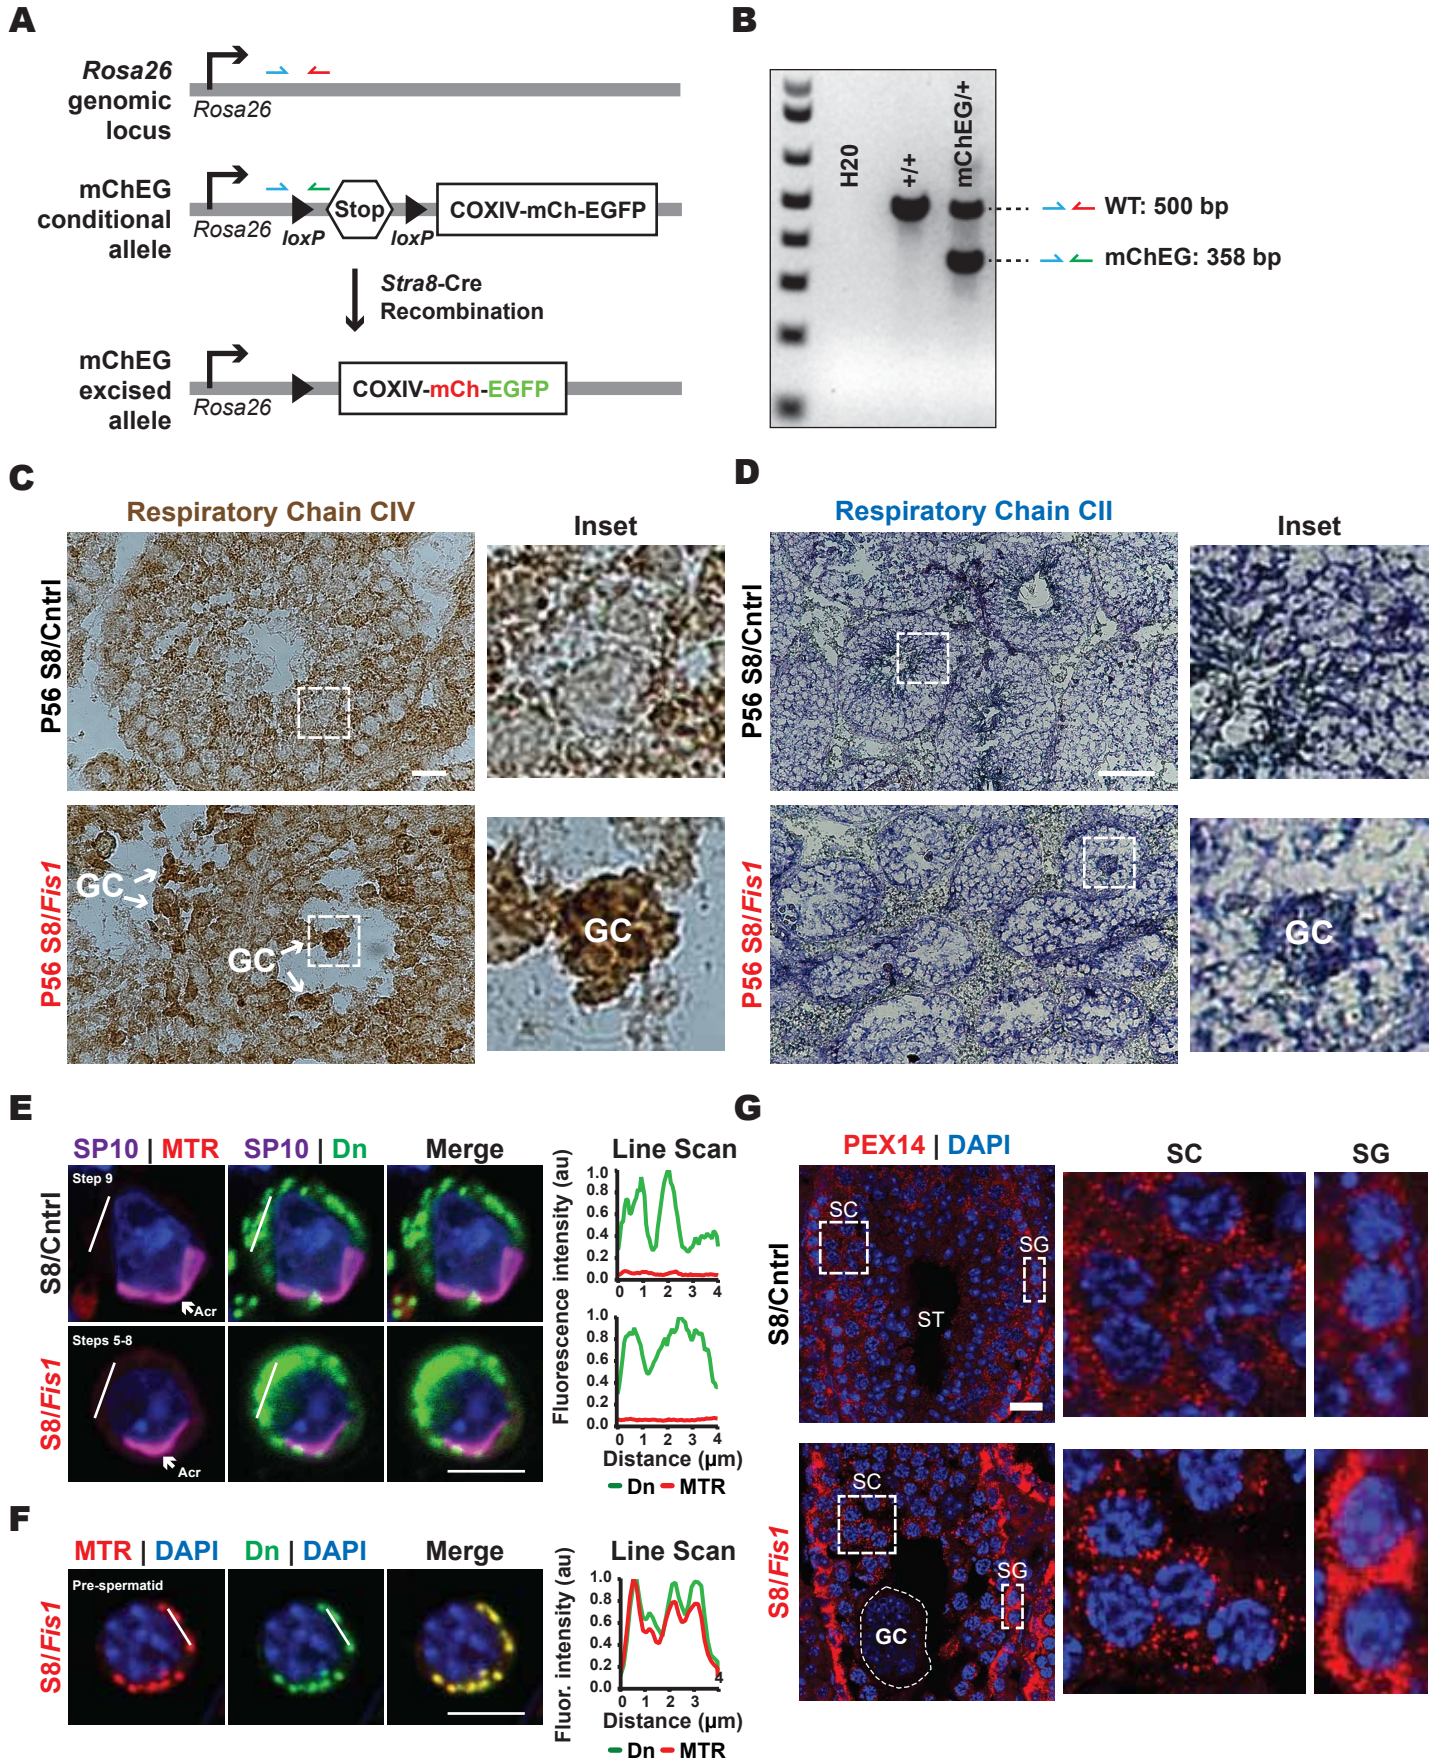 A
Rosa26
genomic
locus
Rosa26
mChEG
conditional
allele
Rosa26
loxP
Stop
loxP
COXIV-mCh-EGFP
Stra8-Cre
Recombination
mChEG
excised
allele
Rosa26
COXIV-mCh-EGFP
B
H20
+/+
mChEG/+
WT: 500 bp
mChEG: 358 bp
C
Respiratory Chain CIV
Inset
P56 S8/Cntrl
P56 S8/Fis1
GC
GC
GC
D
Respiratory Chain CII
Inset
P56 S8/Cntrl
P56 S8/Fis1
GC
E
SP10 | MTR
SP10 | Dn
Merge
Line Scan
S8/Cntrl
Step 9
Acr
S8/Fis1
Steps 5-8
Acr
Fluorescence intensity (au)
1.0
0.8
0.6
0.4
0.2
0.0
0 1 2 3 4
1.0
0.8
0.6
0.4
0.2
0.0
0 1 2 3 4
Distance (µm)
Dn MTR
F
MTR | DAPI
Dn | DAPI
Merge
Line Scan
S8/Fis1
Pre-spermatid
Fluor. intensity (au)
1.0
0.8
0.6
0.4
0.2
0.0
0 1 2 3 4
Distance (µm)
Dn MTR
G
PEX14 | DAPI
SC
SG
S8/Cntrl
SC
SG
ST
S8/Fis1
SC
SG
GC